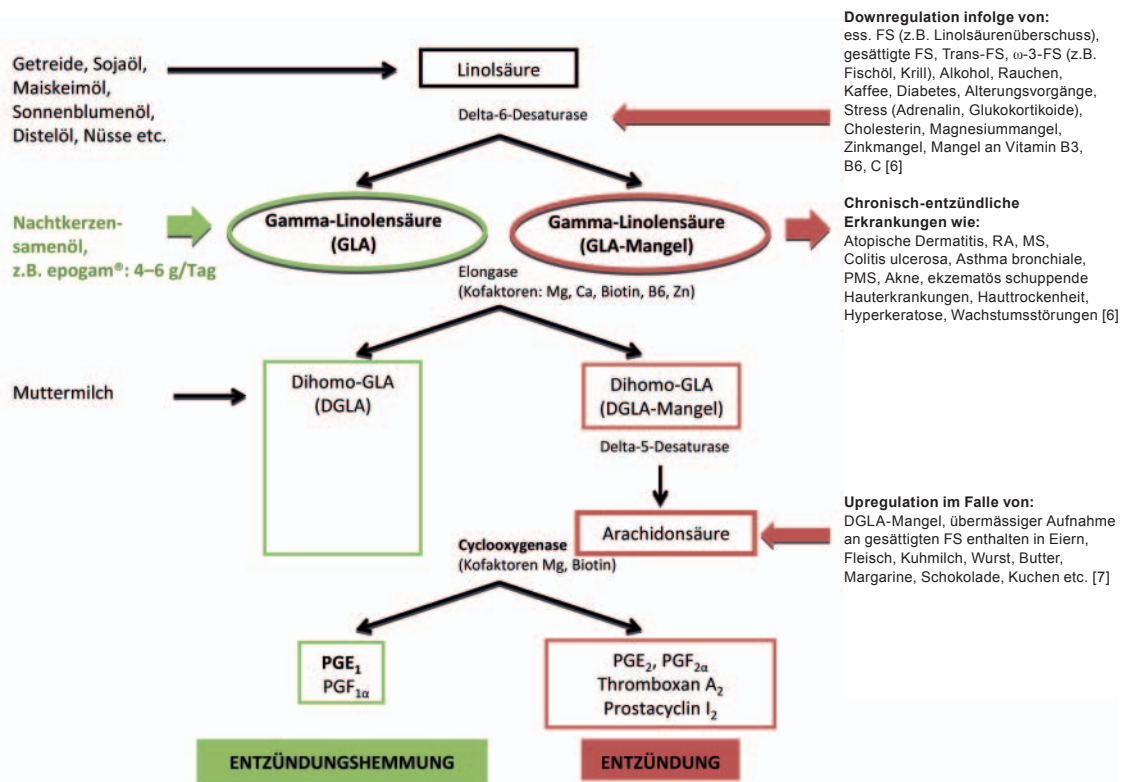 Getreide, Sojaöl,
Maiskeimöl,
Sonnenblumenöl,
Distelöl, Nüsse etc.
Linolsäure
Delta-6-Desaturase
Downregulation infolge von:
ess. FS (z.B. Linolsäurenüberschuss),
gesättigte FS, Trans-FS, ω-3-FS (z.B.
Fischöl, Krill), Alkohol, Rauchen,
Kaffee, Diabetes, Alterungsvorgänge,
Stress (Adrenalin, Glukokortikoide),
Cholesterin, Magnesiummangel,
Zinkmangel, Mangel an Vitamin B3,
B6, C [6]
Nachtkerzen-
samenöl,
z.B. epogam®: 4–6 g/Tag
Gamma-Linolensäure
(GLA)
Gamma-Linolensäure
(GLA-Mangel)
Chronisch-entzündliche
Erkrankungen wie:
Atopische Dermatitis, RA, MS,
Colitis ulcerosa, Asthma bronchiale,
PMS, Akne, ekzematös schuppende
Hauterkrankungen, Hauttrockenheit,
Hyperkeratose, Wachstumsstörungen [6]
Elongase
(Kofaktoren: Mg, Ca, Biotin, B6, Zn)
Muttermilch
Dihomo-GLA
(DGLA)
Dihomo-GLA
(DGLA-Mangel)
Delta-5-Desaturase
Arachidonsäure
Upregulation im Falle von:
DGLA-Mangel, übermässiger Aufnahme
an gesättigten FS enthalten in Eiern,
Fleisch, Kuhmilch, Wurst, Butter,
Margarine, Schokolade, Kuchen etc. [7]
Cyclooxygenase
(Kofaktoren Mg, Biotin)
PGE₁
PGF₁α
PGE₂, PGF₂α
Thromboxan A₂
Prostacyclin I₂
ENTZÜNDUNGSHEMMUNG
ENTZÜNDUNG